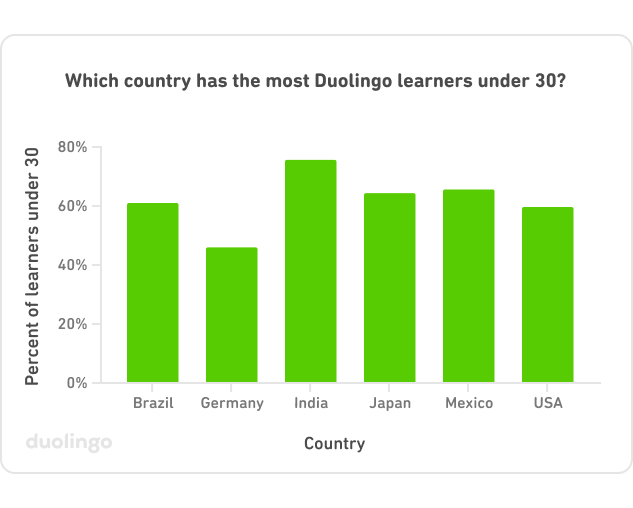 Which country has the most Duolingo learners under 30?
Percent of learners under 30
80%
60%
40%
20%
0%
Brazil Germany India Japan Mexico USA
Country
duolingo